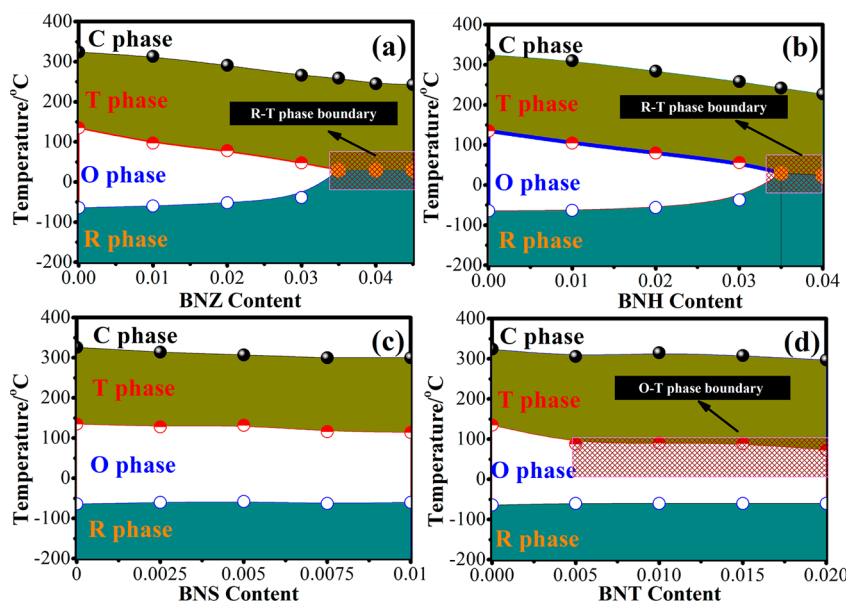 400
300
200
100
0
-100
-200
Temperature/°C
C phase
(a)
T phase
R-T phase boundary
O phase
R phase
0.00 0.01 0.02 0.03 0.04
BNZ Content
400
300
200
100
0
-100
-200
Temperature/°C
C phase
(b)
T phase
R-T phase boundary
O phase
R phase
0.00 0.01 0.02 0.03 0.04
BNH Content
400
300
200
100
0
-100
-200
Temperature/°C
C phase
(c)
T phase
O phase
R phase
0.00 0.0025 0.005 0.0075 0.01
BNS Content
400
300
200
100
0
-100
-200
Temperature/°C
C phase
(d)
T phase
O-T phase boundary
O phase
R phase
0.000 0.005 0.010 0.015 0.020
BNT Content